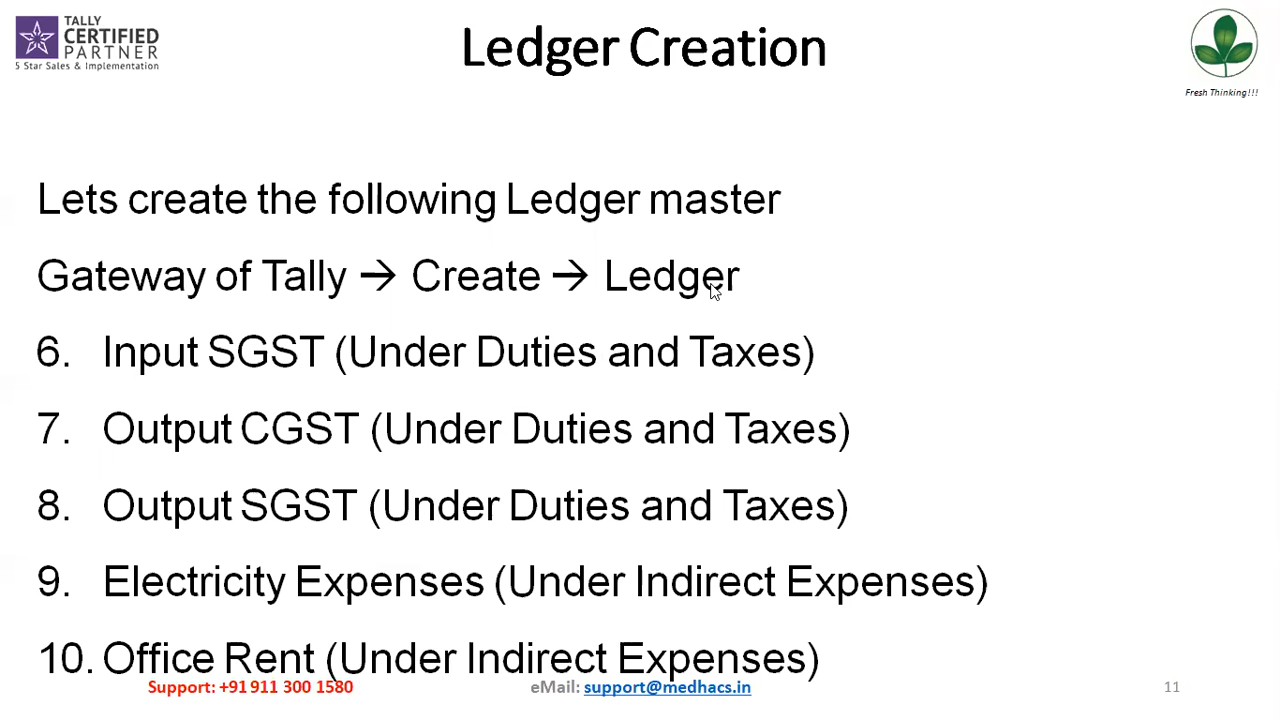 TALLY
CERTIFIED
PARTNER
5 Star Sales & Implementation
Ledger Creation
Fresh Thinking!!!
Lets create the following Ledger master
Gateway of Tally → Create → Ledger
6. Input SGST (Under Duties and Taxes)
7. Output CGST (Under Duties and Taxes)
8. Output SGST (Under Duties and Taxes)
9. Electricity Expenses (Under Indirect Expenses)
10. Office Rent (Under Indirect Expenses)
Support: +91 911 300 1580 eMail: support@medhacs.in 11